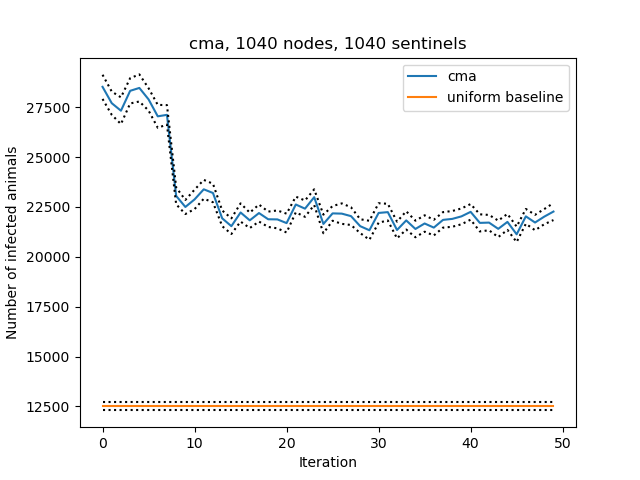 cma, 1040 nodes, 1040 sentinels
cma
uniform baseline
Number of infected animals
27500
25000
22500
20000
17500
15000
12500
0 10 20 30 40 50
Iteration